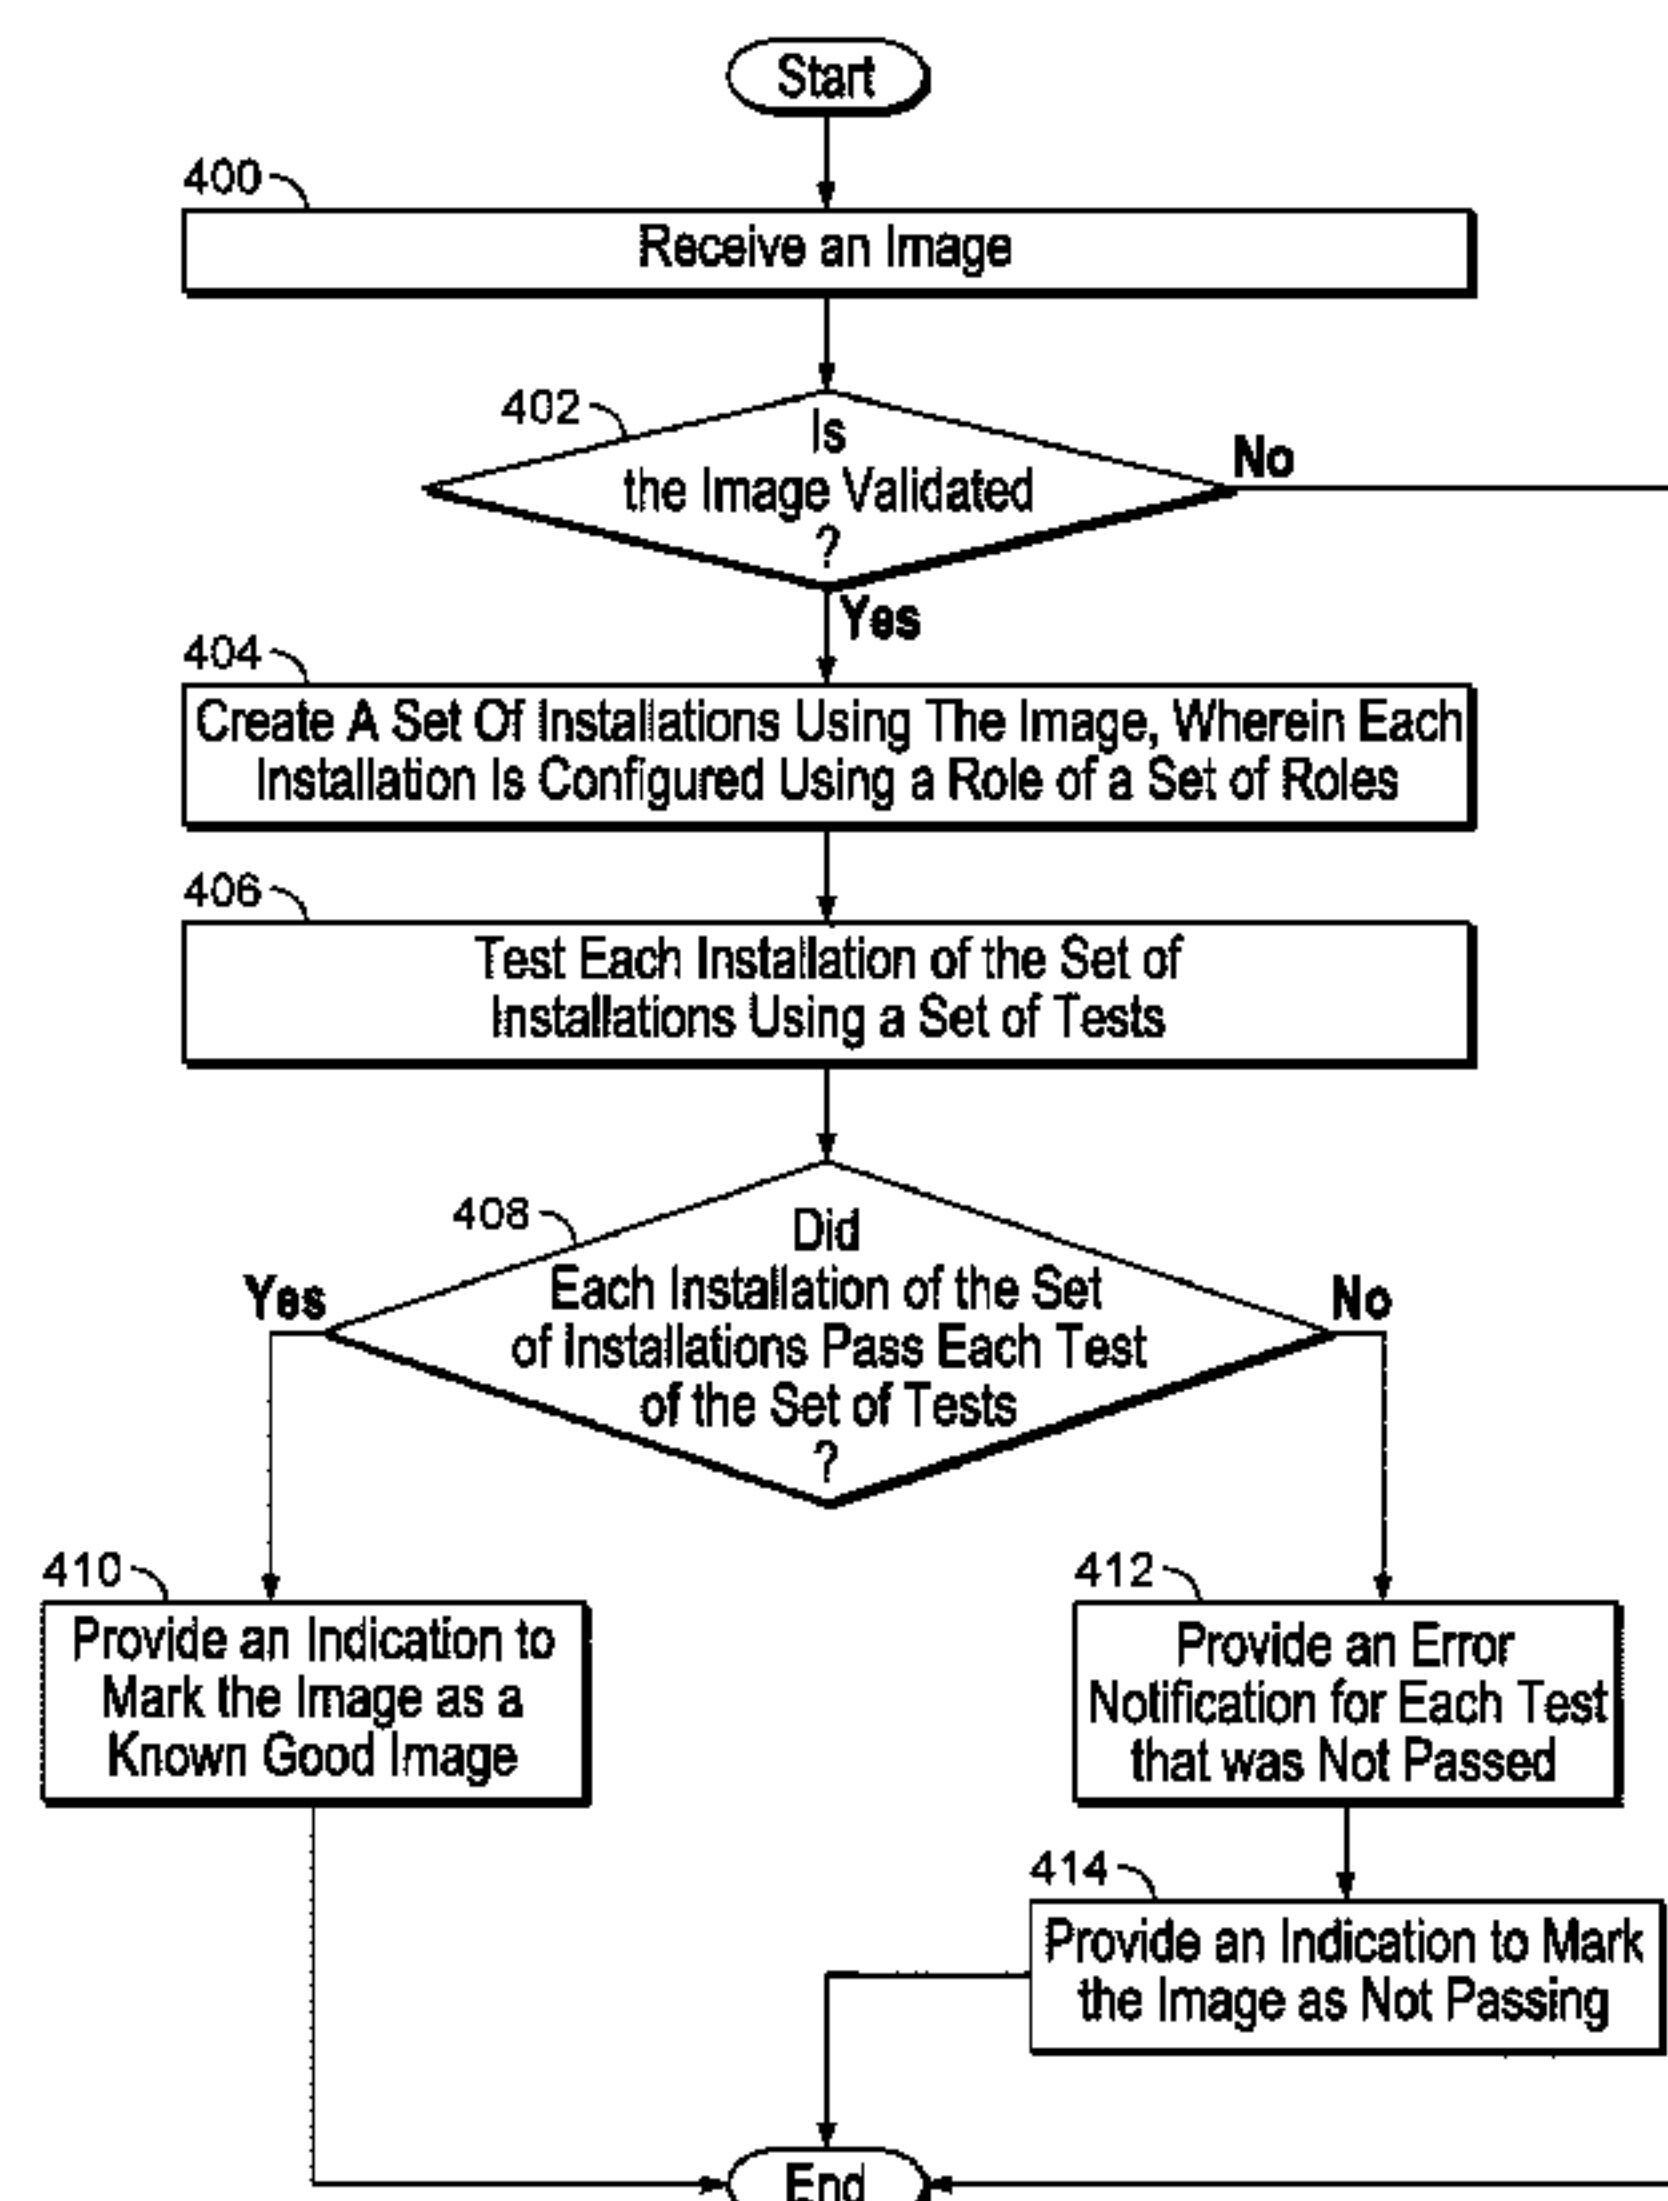 Start
400
Receive an Image
402
Is
the Image Validated
?
No
Yes
404
Create A Set Of Installations Using The Image, Wherein Each
Installation Is Configured Using a Role of a Set of Roles
406
Test Each Installation of the Set of
Installations Using a Set of Tests
408
Did
Each Installation of the Set
of Installations Pass Each Test
of the Set of Tests
?
Yes
No
410
Provide an Indication to
Mark the Image as a
Known Good Image
412
Provide an Error
Notification for Each Test
that was Not Passed
414
Provide an Indication to Mark
the Image as Not Passing
End